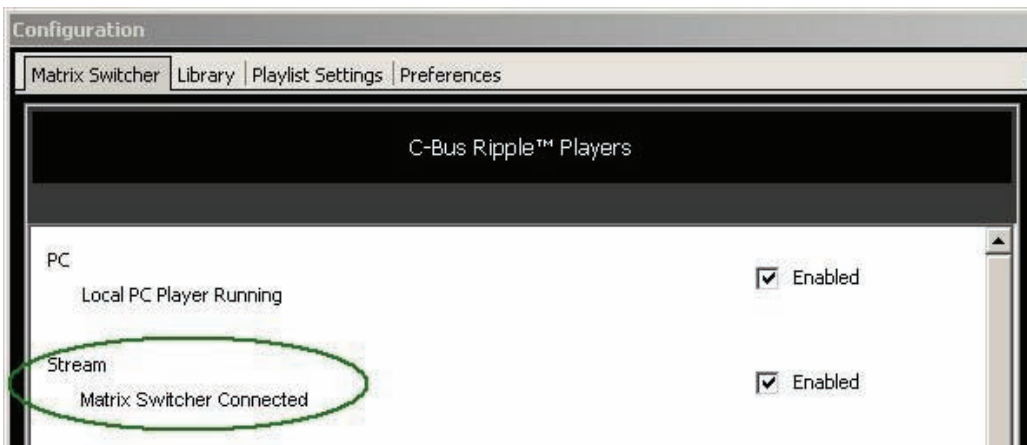 Configuration
Matrix Switcher Library Playlist Settings Preferences
C-Bus Ripple™ Players
PC
Enabled
Local PC Player Running
Stream
Enabled
Matrix Switcher Connected